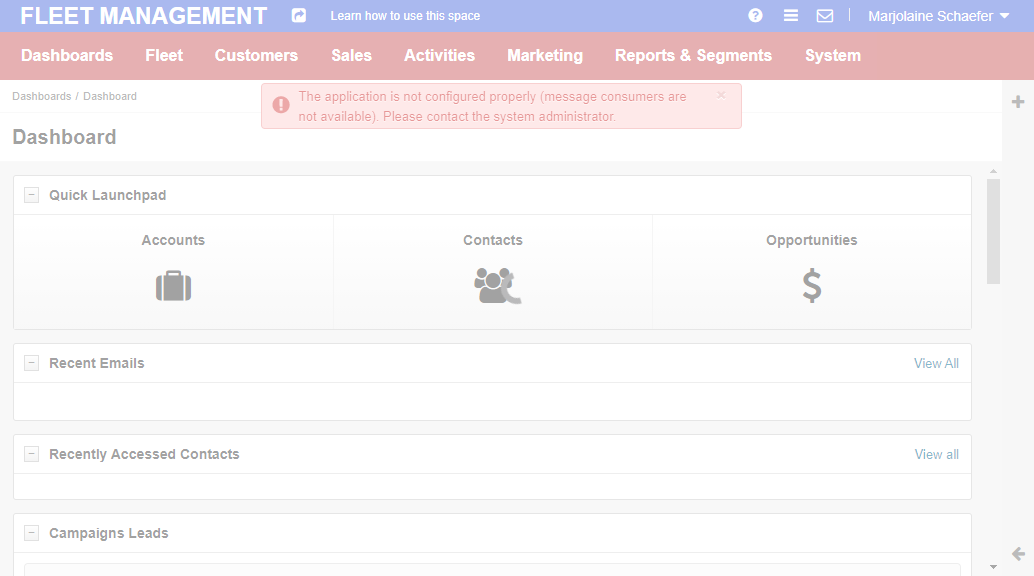 FLEET MANAGEMENT Learn how to use this space Marjolaine Schaefer
Dashboards Fleet Customers Sales Activities Marketing Reports & Segments System
Dashboards / Dashboard
The application is not configured properly (message consumers are
not available). Please contact the system administrator.
Dashboard
Quick Launchpad
Accounts Contacts Opportunities
Recent Emails View All
Recently Accessed Contacts View all
Campaigns Leads